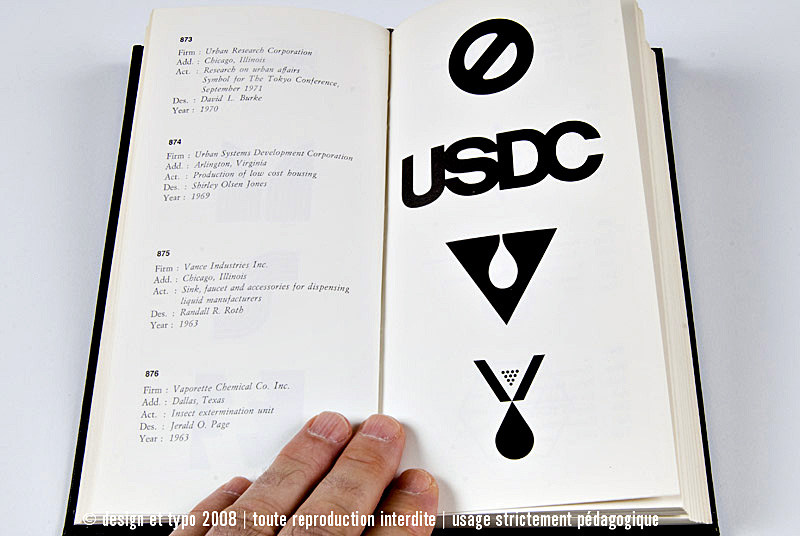 873
Firm : Urban Research Corporation
Add. : Chicago, Illinois
Act. : Research on urban affairs
Symbol for The Tokyo Conference,
September 1971
Des. : David L. Burke
Year : 1970
874
Firm : Urban Systems Development Corporation
Add. : Arlington, Virginia
Act. : Production of low cost housing
Des. : Shirley Olsen Jones
Year : 1969
875
Firm : Vance Industries Inc.
Add. : Chicago, Illinois
Act. : Sink, faucet and accessories for dispensing
liquid manufacturers
Des. : Randall R. Roth
Year : 1963
876
Firm : Vaporette Chemical Co. Inc.
Add. : Dallas, Texas
Act. : Insect extermination unit
Des. : Jerald O. Page
Year : 1963
USDC
© design et typo 2008 | toute reproduction interdite | usage strictement pédagogique